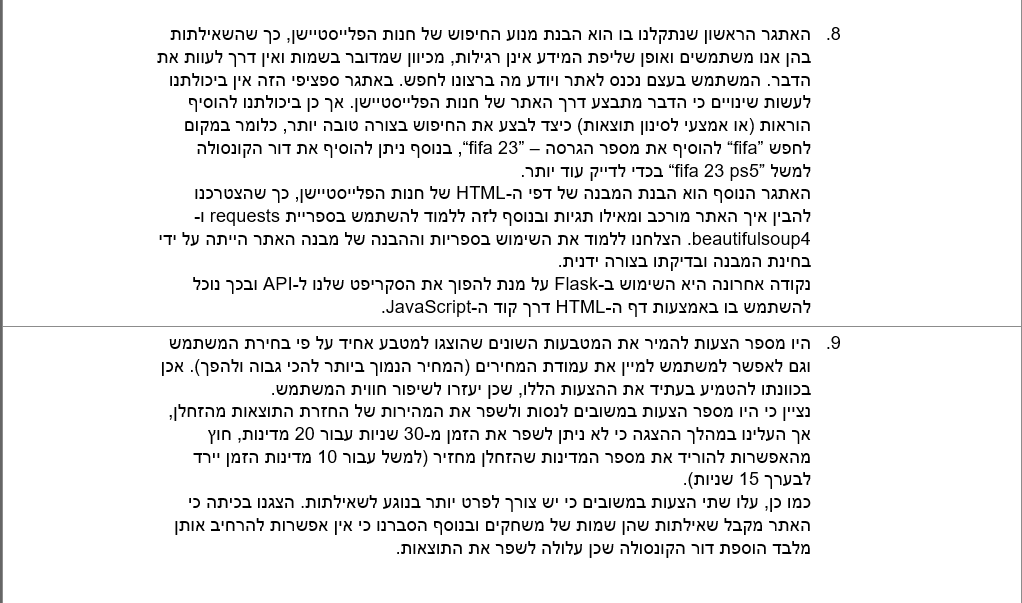 8. האתגר הראשון שנתקלנו בו הוא הבנת מנוע החיפוש של חנות הפלייסטיישן, כך שהשאילתות
בהן אנו משתמשים ואופן שליפת המידע אינן רגילות, מכיוון שמדובר בשמות ואין דרך לעוות את
הדבר. המשתמש בעצם נכנס לאתר ויודע מה ברצונו לחפש. באתגר ספציפי הזה אין ביכולתנו
לעשות שינויים כי הדבר מתבצע דרך האתר של חנות הפלייסטיישן. אך כן ביכולתנו להוסיף
הוראות (או אמצעי לסינון תוצאות) כיצד לבצע את החיפוש בצורה טובה יותר, כלומר במקום
לחפש "fifa" להוסיף את מספר הגרסה – "fifa 23", בנוסף ניתן להוסיף את דור הקונסולה
למשל "fifa 23 ps5" בכדי לדייק עוד יותר.
האתגר הנוסף הוא הבנת המבנה של דפי ה-HTML של חנות הפלייסטיישן, כך שהצטרכנו
להבין איך האתר מורכב ומאילו תגיות ובנוסף לזה ללמוד להשתמש בספריית requests ו-
beautifulsoup4. הצלחנו ללמוד את השימוש בספריות וההבנה של מבנה האתר הייתה על ידי
בחינת המבנה ובדיקתו בצורה ידנית.
נקודה אחרונה היא השימוש ב-Flask על מנת להפוך את הסקריפט שלנו ל-API ובכך נוכל
להשתמש בו באמצעות דף ה-HTML דרך קוד ה-JavaScript.
9. היו מספר הצעות להמיר את המטבעות השונים שהוצגו למטבע אחיד על פי בחירת המשתמש
וגם לאפשר למשתמש למיין את עמודת המחירים (המחיר הנמוך ביותר להכי גבוה ולהפך). אכן
בכוונתו להטמיע בעתיד את ההצעות הללו, שכן יעזרו לשיפור חווית המשתמש.
נציין כי היו מספר הצעות במשובים לנסות ולשפר את המהירות של החזרת התוצאות מהזחלן,
אך העלינו במהלך ההצגה כי לא ניתן לשפר את הזמן מ-30 שניות עבור 20 מדינות, חוץ
מהאפשרות להוריד את מספר המדינות שהזחלן מחזיר (למשל עבור 10 מדינות הזמן יירד
לבערך 15 שניות).
כמו כן, עלו שתי הצעות במשובים כי יש צורך לפרט יותר בנוגע לשאילתות. הצגנו בכיתה כי
האתר מקבל שאילתות שהן שמות של משחקים ובנוסף הסברנו כי אין אפשרות להרחיב אותן
מלבד הוספת דור הקונסולה שכן עלולה לשפר את התוצאות.